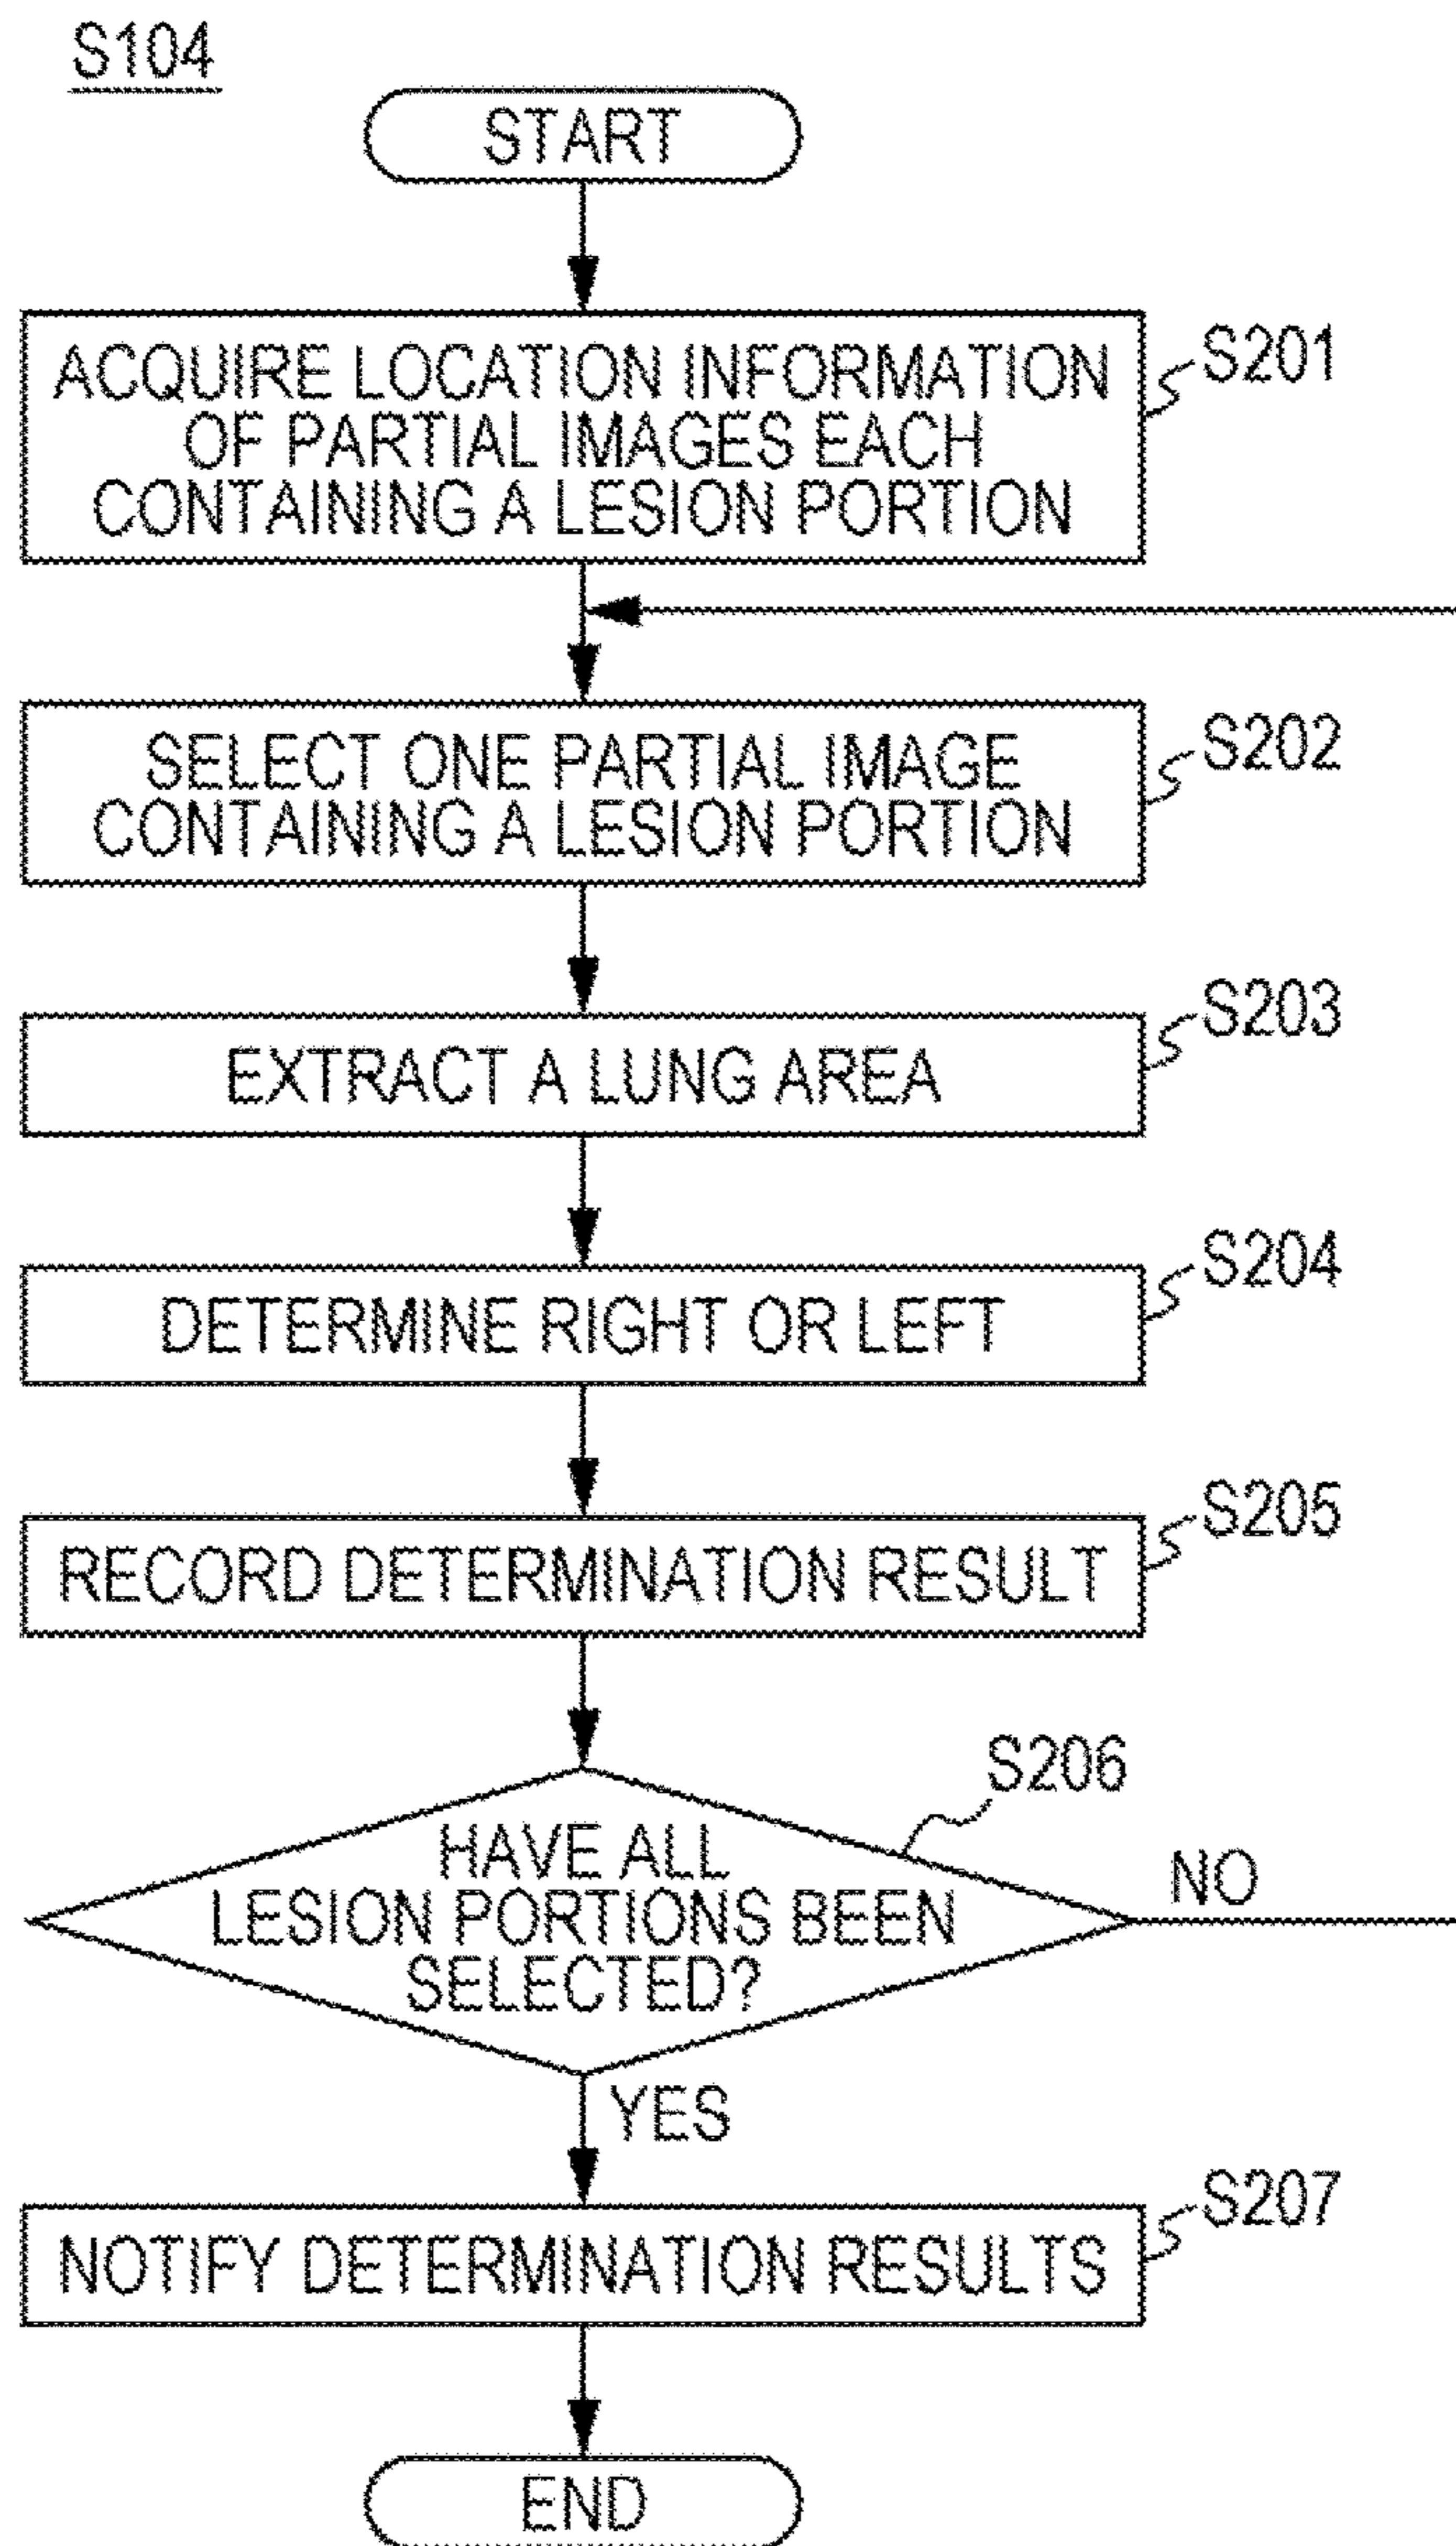 S104
START
ACQUIRE LOCATION INFORMATION
OF PARTIAL IMAGES EACH
CONTAINING A LESION PORTION
S201
SELECT ONE PARTIAL IMAGE
CONTAINING A LESION PORTION
S202
EXTRACT A LUNG AREA
S203
DETERMINE RIGHT OR LEFT
S204
RECORD DETERMINATION RESULT
S205
HAVE ALL
LESION PORTIONS BEEN
SELECTED?
S206
NO
YES
NOTIFY DETERMINATION RESULTS
S207
END